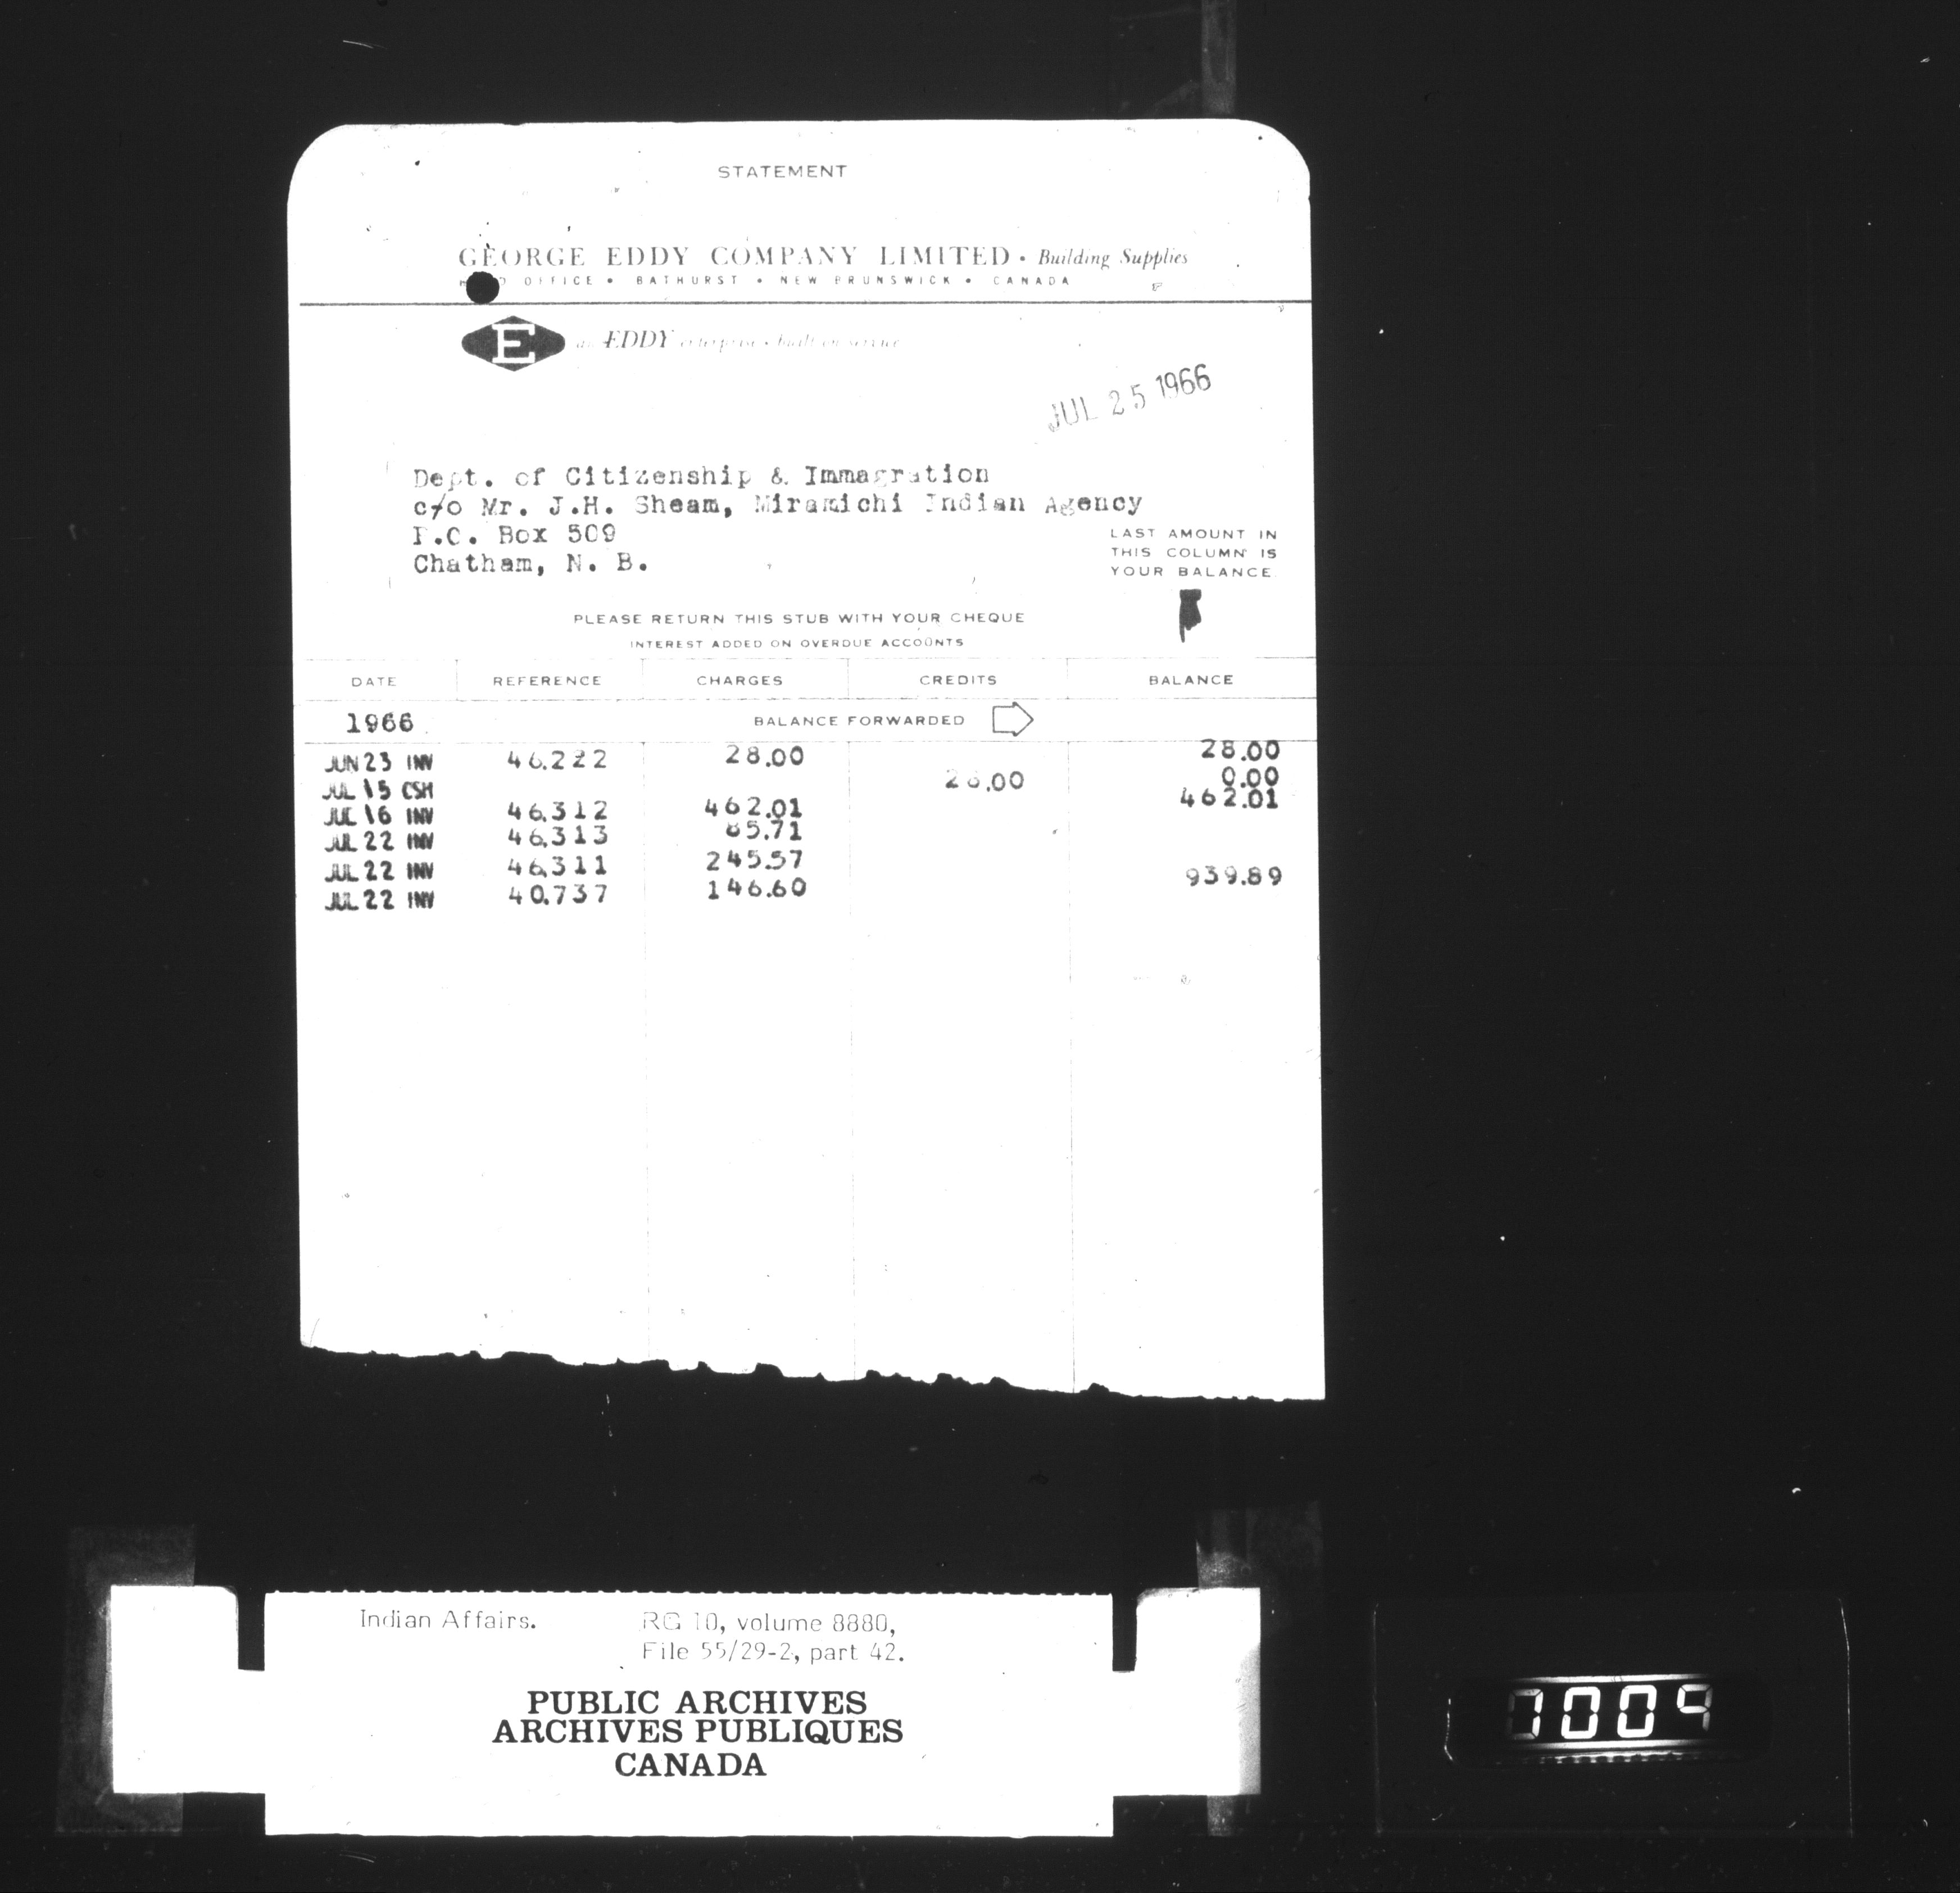 STATEMENT
GEORGE EDDY COMPANY LIMITED • Building Supplies
OFFICE • BATHURST • NEW BRUNSWICK • CANADA
E an EDDY enterprise • built on service
JUL 25 1966
Dept. of Citizenship & Immagration
c/o Mr. J.H. Sheam, Miramichi Indian Agency
P.O. Box 509
Chatham, N. B.
LAST AMOUNT IN
THIS COLUMN IS
YOUR BALANCE
PLEASE RETURN THIS STUB WITH YOUR CHEQUE
INTEREST ADDED ON OVERDUE ACCOUNTS
DATE REFERENCE CHARGES CREDITS BALANCE
1966 BALANCE FORWARDED
JUN 23 INV 46,222 28.00 28.00
JUL 15 CSH 28.00 0.00
JUL 16 INV 46,312 462.01 462.01
JUL 22 INV 46,313 85.71
JUL 22 INV 46,311 245.57
JUL 22 INV 40,737 146.60 939.89
Indian Affairs. RG 10, volume 8880,
File 55/29-2, part 42.
PUBLIC ARCHIVES
ARCHIVES PUBLIQUES
CANADA